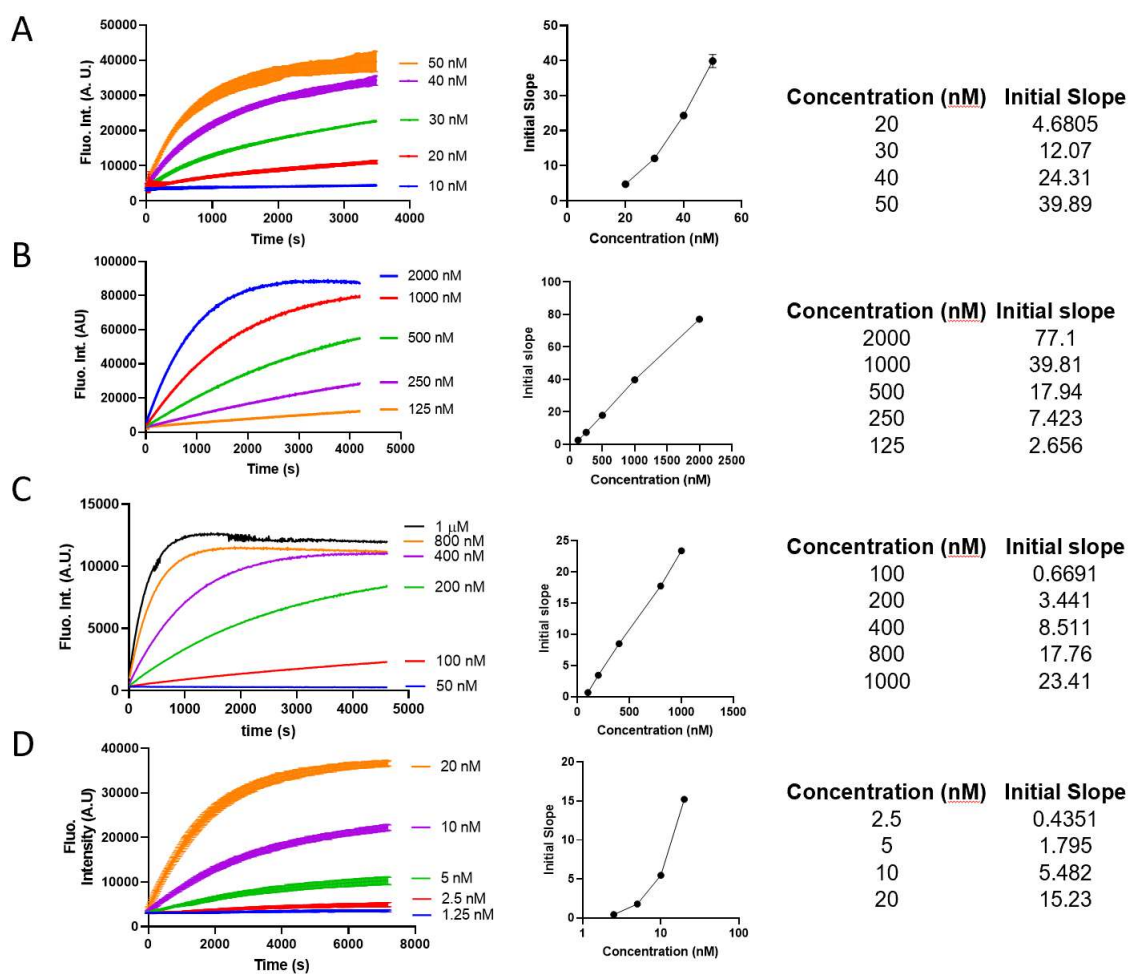 A
Fluo. Int. (A. U.)
50000
40000
30000
20000
10000
0
0 1000 2000 3000 4000
Time (s)
50 nM
40 nM
30 nM
20 nM
10 nM
Initial Slope
50
40
30
20
10
0
0 20 40 60
Concentration (nM)
Concentration (nM) Initial Slope
20 4.6805
30 12.07
40 24.31
50 39.89
B
Fluo. Int. (AU)
100000
80000
60000
40000
20000
0
0 1000 2000 3000 4000 5000
Time (s)
2000 nM
1000 nM
500 nM
250 nM
125 nM
Initial slope
100
80
60
40
20
0
0 500 1000 1500 2000 2500
Concentration (nM)
Concentration (nM) Initial slope
2000 77.1
1000 39.81
500 17.94
250 7.423
125 2.656
C
Fluo. Int. (A.U.)
15000
10000
5000
0
0 1000 2000 3000 4000 5000
time (s)
1 μM
800 nM
400 nM
200 nM
100 nM
50 nM
Initial slope
25
20
15
10
5
0
0 500 1000 1500
Concentration (nM)
Concentration (nM) Initial slope
100 0.6691
200 3.441
400 8.511
800 17.76
1000 23.41
D
Fluo.
Intensity (A.U)
40000
30000
20000
10000
0
0 2000 4000 6000 8000
Time (s)
20 nM
10 nM
5 nM
2.5 nM
1.25 nM
Initial Slope
20
15
10
5
0
1 10 100
Concentration (nM)
Concentration (nM) Initial Slope
2.5 0.4351
5 1.795
10 5.482
20 15.23